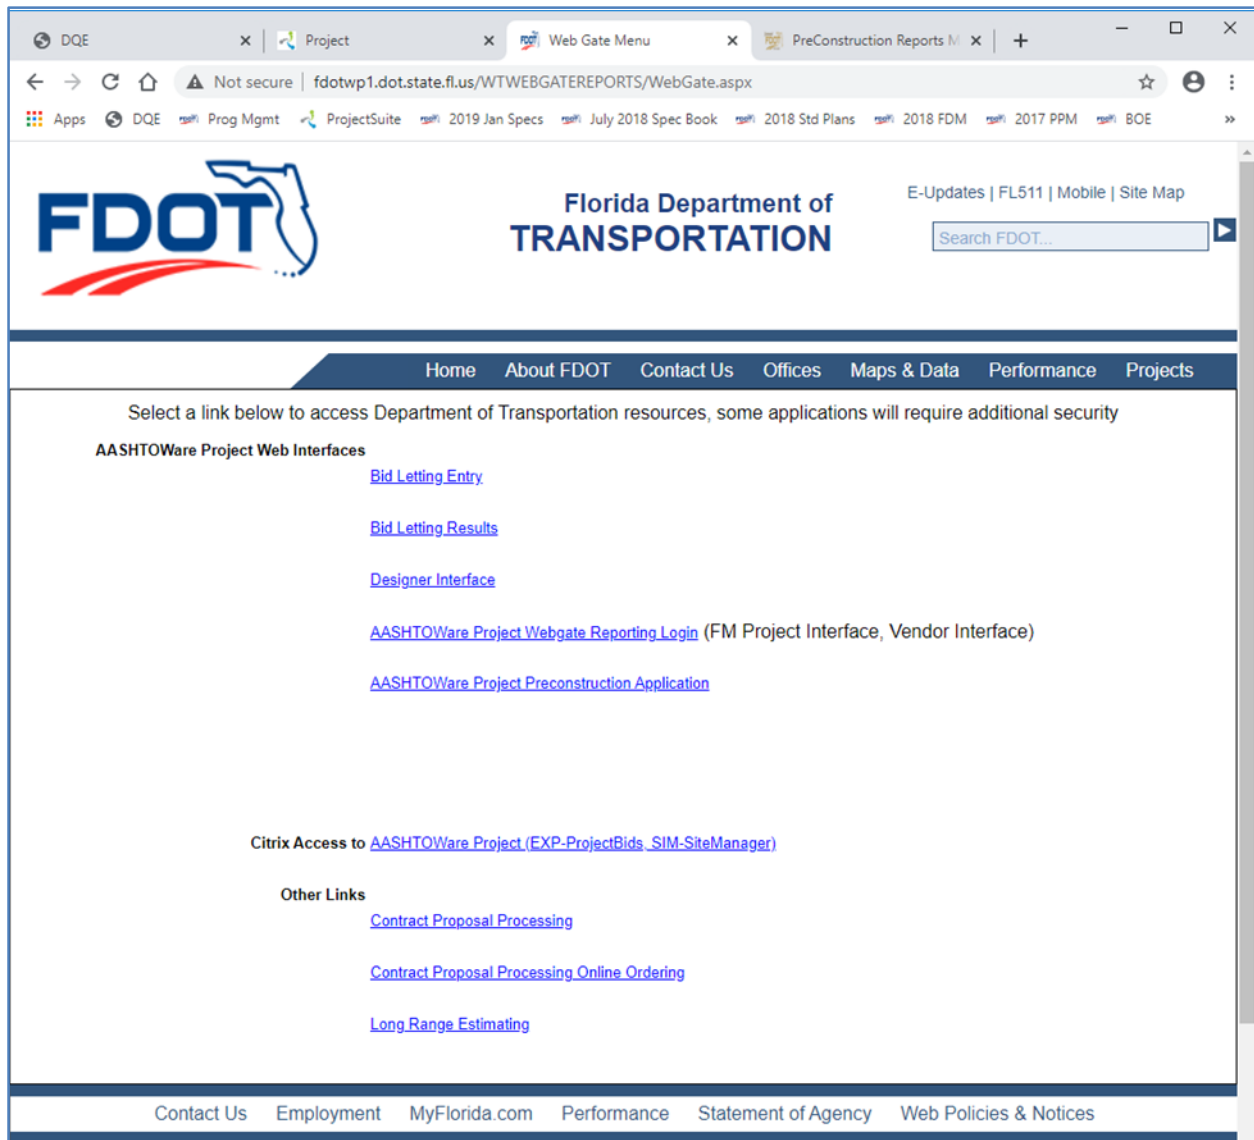 DQE Project Web Gate Menu PreConstruction Reports M
Not secure | fdotwp1.dot.state.fl.us/WTWEBGATEREPORTS/WebGate.aspx
Apps DQE Prog Mgmt ProjectSuite 2019 Jan Specs July 2018 Spec Book 2018 Std Plans 2018 FDM 2017 PPM BOE »
FDOT
Florida Department of
TRANSPORTATION
E-Updates | FL511 | Mobile | Site Map
Search FDOT...
Home About FDOT Contact Us Offices Maps & Data Performance Projects
Select a link below to access Department of Transportation resources, some applications will require additional security
AASHTOWare Project Web Interfaces
Bid Letting Entry
Bid Letting Results
Designer Interface
AASHTOWare Project Webgate Reporting Login (FM Project Interface, Vendor Interface)
AASHTOWare Project Preconstruction Application
Citrix Access to AASHTOWare Project (EXP-ProjectBids, SIM-SiteManager)
Other Links
Contract Proposal Processing
Contract Proposal Processing Online Ordering
Long Range Estimating
Contact Us Employment MyFlorida.com Performance Statement of Agency Web Policies & Notices